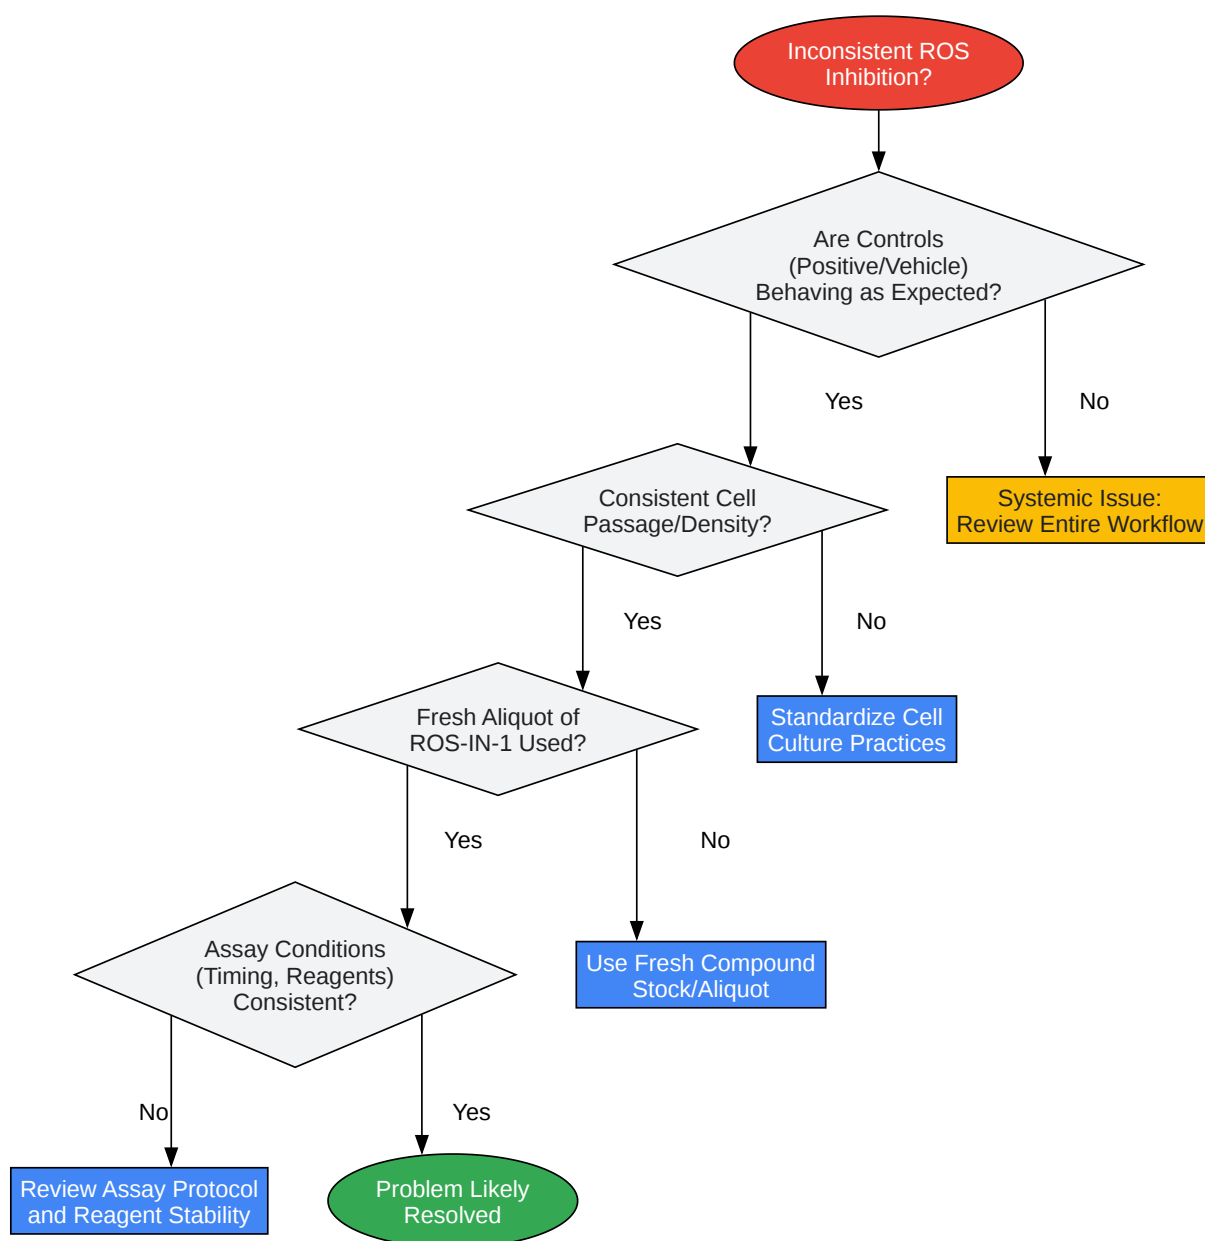 Inconsistent ROS
Inhibition?
Are Controls
(Positive/Vehicle)
Behaving as Expected?
Yes
No
Consistent Cell
Passage/Density?
Systemic Issue:
Review Entire Workflow
Yes
No
Fresh Aliquot of
ROS-IN-1 Used?
Standardize Cell
Culture Practices
Yes
No
Assay Conditions
(Timing, Reagents)
Consistent?
Use Fresh Compound
Stock/Aliquot
No
Yes
Review Assay Protocol
and Reagent Stability
Problem Likely
Resolved